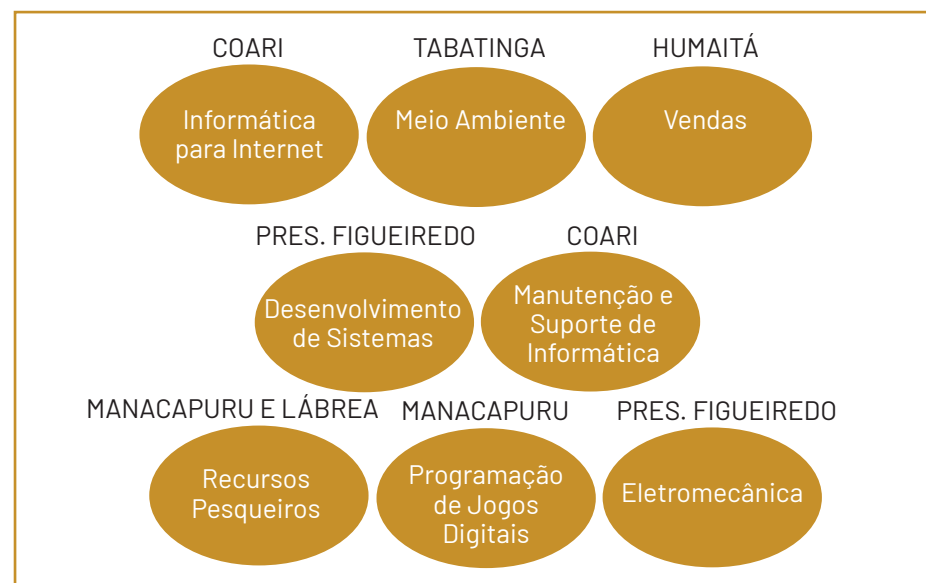 COARI
Informática
para Internet
TABATINGA
Meio Ambiente
HUMAITÁ
Vendas
PRES. FIGUEIREDO
Desenvolvimento
de Sistemas
COARI
Manutenção e
Suporte de
Informática
MANACAPURU E LÁBREA
Recursos
Pesqueiros
MANACAPURU
Programação
de Jogos
Digitais
PRES. FIGUEIREDO
Eletromecânica